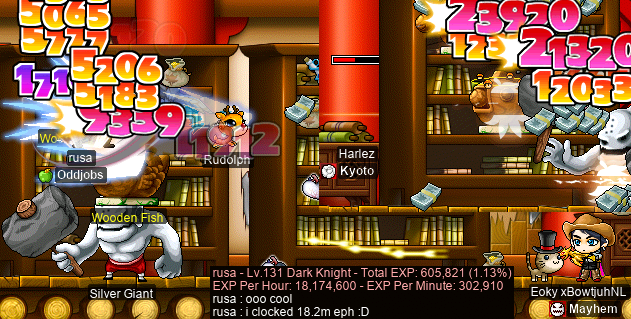 5065
5777
5206
5183
7339
1112
23920
21320
12033
rusa
Oddjobs
Rudolph
Harlez
Kyoto
Wooden Fish
Silver Giant
Eoky xBowtjuhNL
Mayhem
rusa - Lv.131 Dark Knight - Total EXP: 605,821 (1.13%)
EXP Per Hour: 18,174,600 - EXP Per Minute: 302,910
rusa : ooo cool
rusa : i clocked 18.2m eph :D